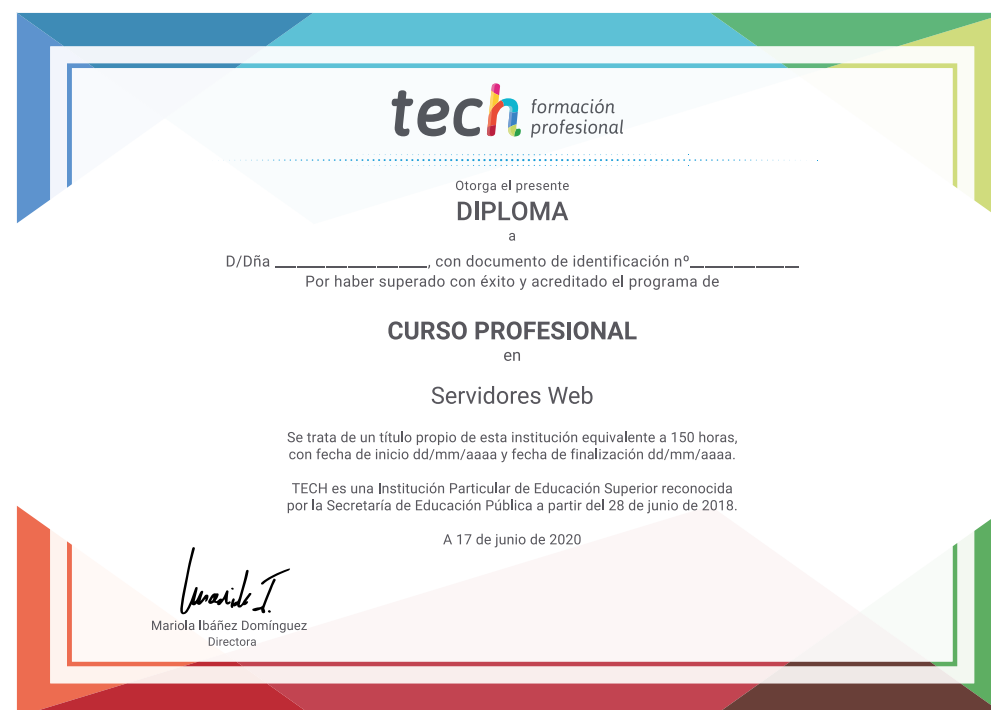 tech formación
profesional
Otorga el presente
DIPLOMA
a
D/Dña ______________, con documento de identificación nº__________
Por haber superado con éxito y acreditado el programa de
CURSO PROFESIONAL
en
Servidores Web
Se trata de un título propio de esta institución equivalente a 150 horas,
con fecha de inicio dd/mm/aaaa y fecha de finalización dd/mm/aaaa.
TECH es una Institución Particular de Educación Superior reconocida
por la Secretaría de Educación Pública a partir del 28 de junio de 2018.
A 17 de junio de 2020
Mariola Ibáñez Domínguez
Directora